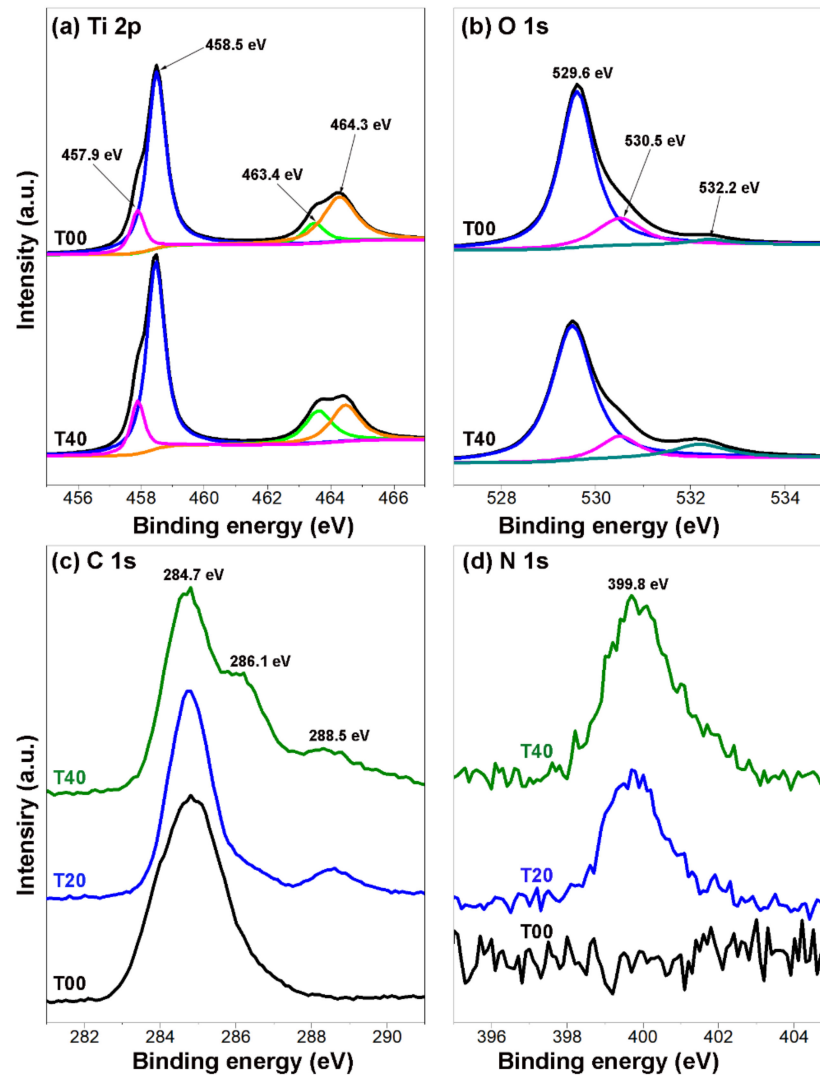 (a) Ti 2p
458.5 eV
464.3 eV
457.9 eV
463.4 eV
T00
T40
456 458 460 462 464 466
Binding energy (eV)
Intensity (a.u.)
(b) O 1s
529.6 eV
530.5 eV
532.2 eV
T00
T40
528 530 532 534
Binding energy (eV)
(c) C 1s
284.7 eV
286.1 eV
288.5 eV
T40
T20
T00
282 284 286 288 290
Binding energy (eV)
Intensiry (a.u.)
(d) N 1s
399.8 eV
T40
T20
T00
396 398 400 402 404
Binding energy (eV)